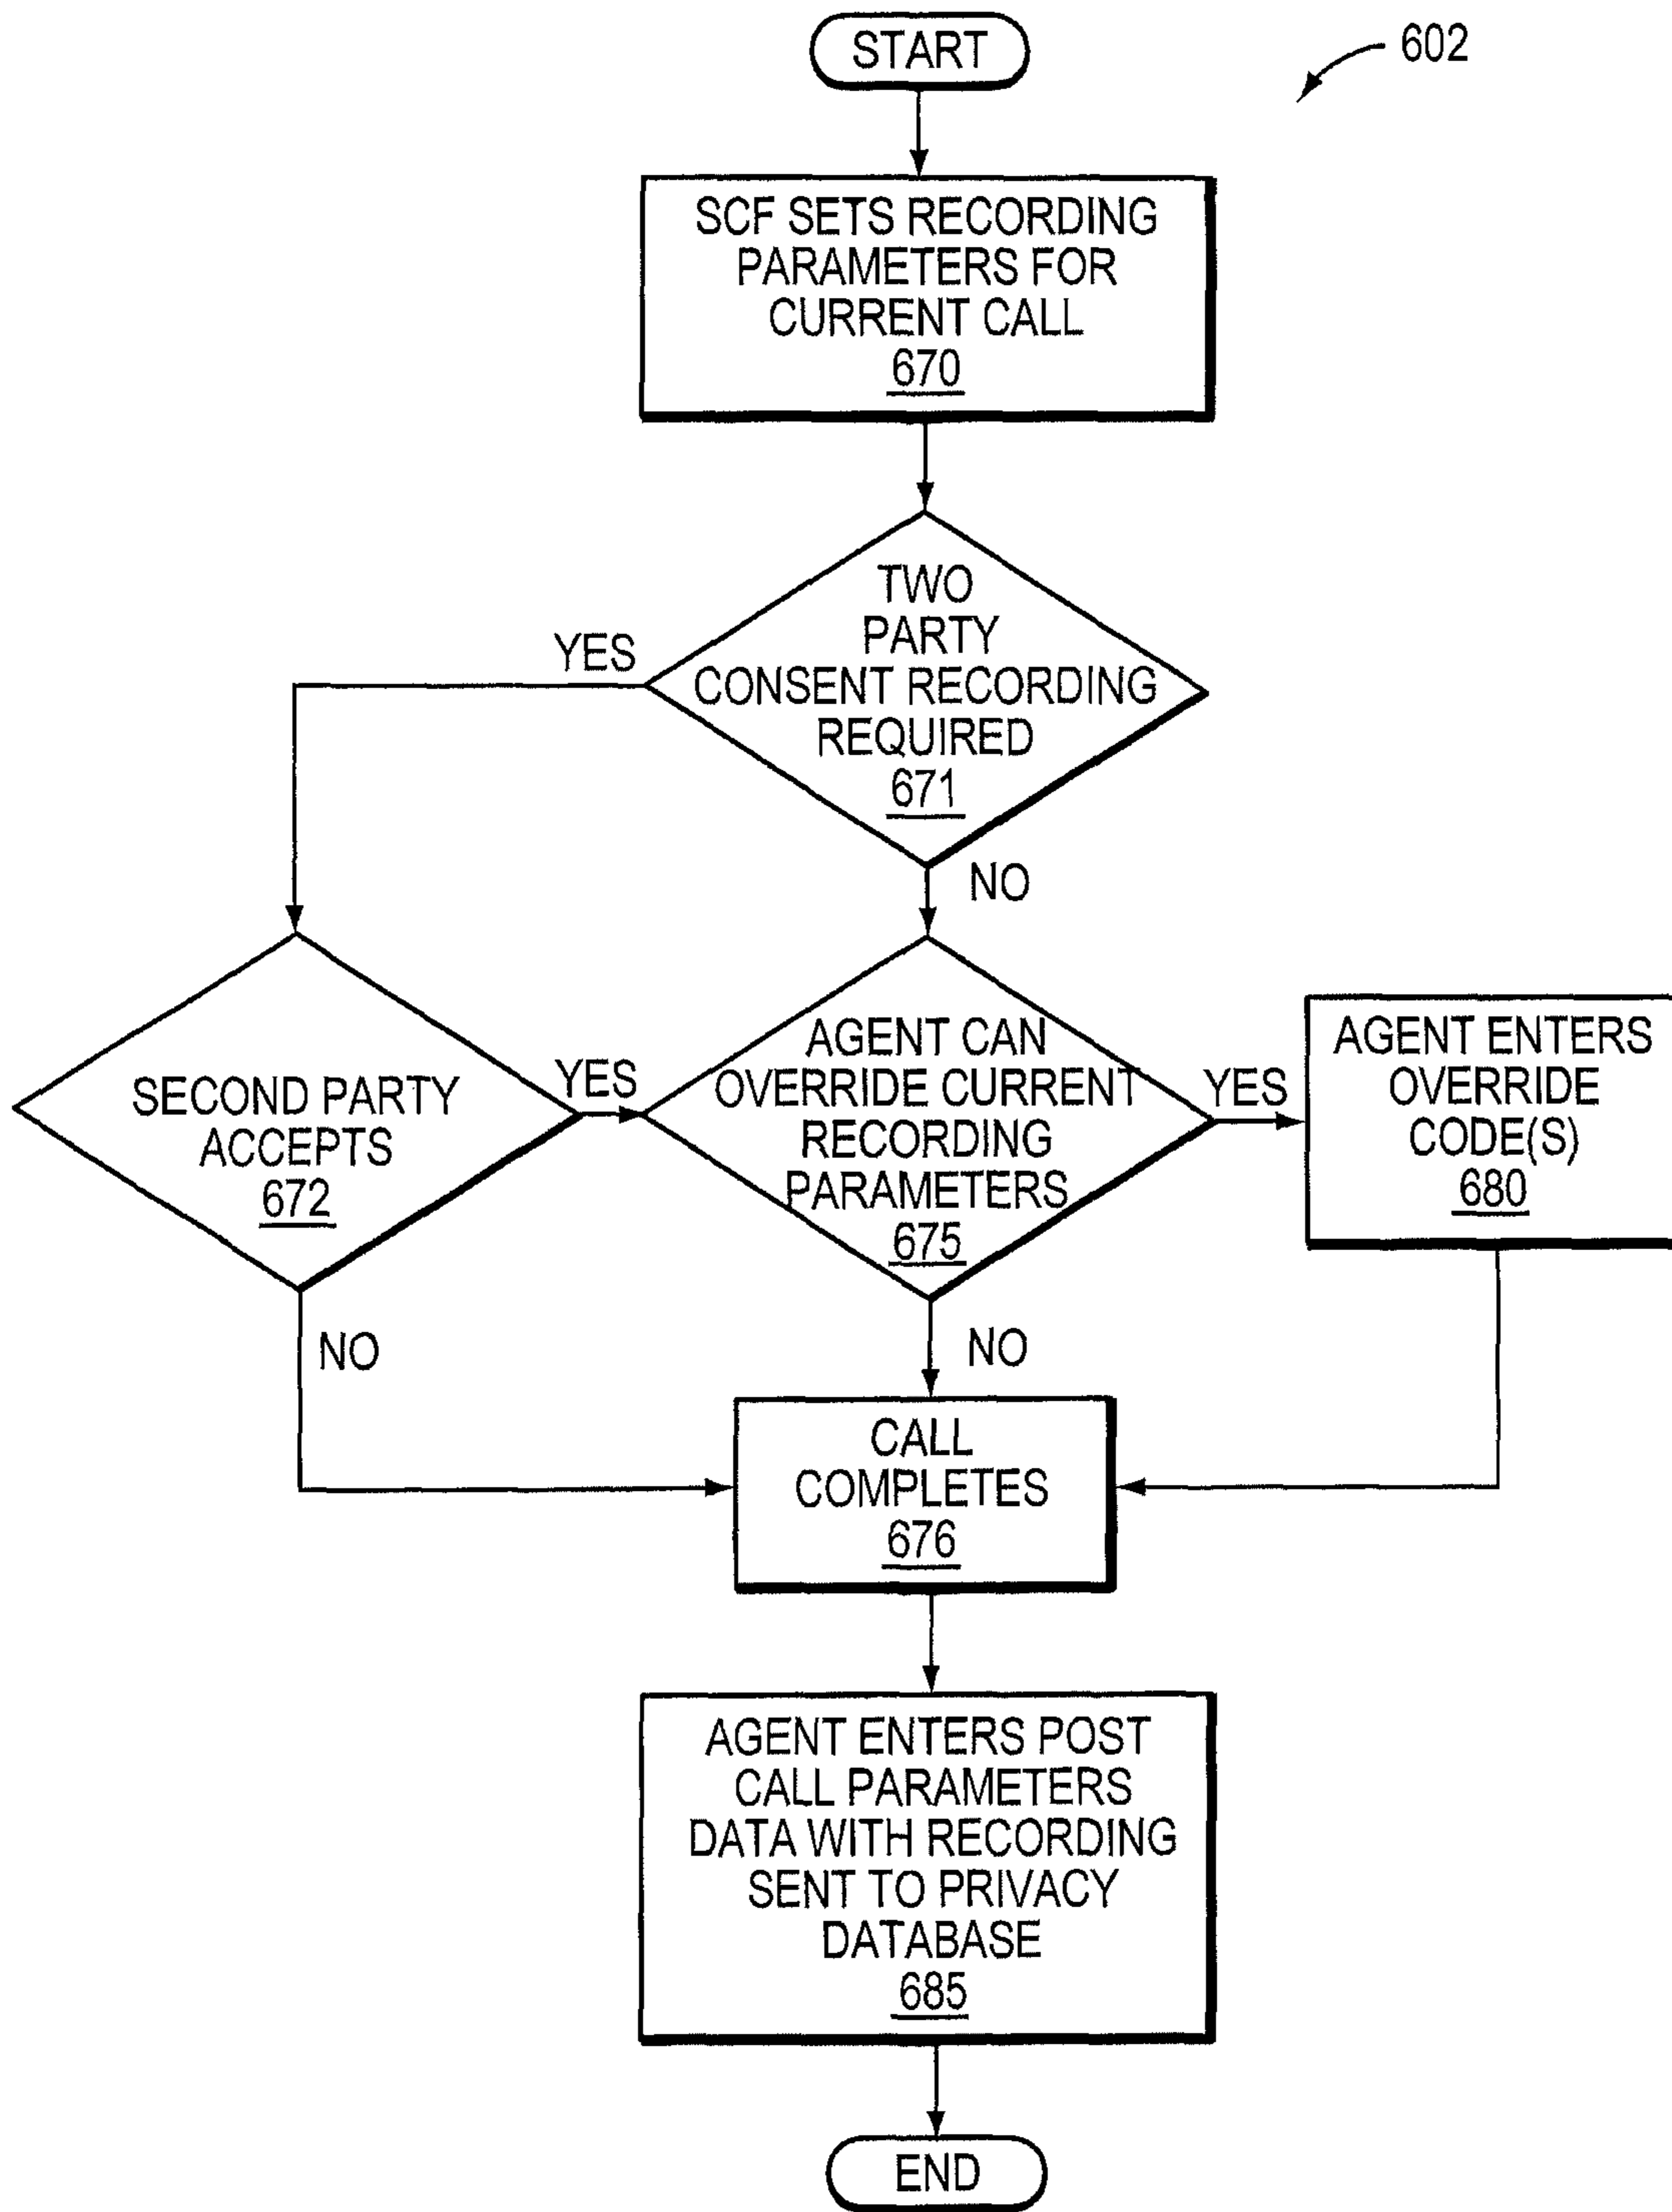 START
602
SCF SETS RECORDING
PARAMETERS FOR
CURRENT CALL
670
TWO
PARTY
CONSENT RECORDING
REQUIRED
671
YES
NO
SECOND PARTY
ACCEPTS
672
YES
NO
AGENT CAN
OVERRIDE CURRENT
RECORDING
PARAMETERS
675
YES
NO
AGENT ENTERS
OVERRIDE
CODE(S)
680
CALL
COMPLETES
676
AGENT ENTERS POST
CALL PARAMETERS
DATA WITH RECORDING
SENT TO PRIVACY
DATABASE
685
END